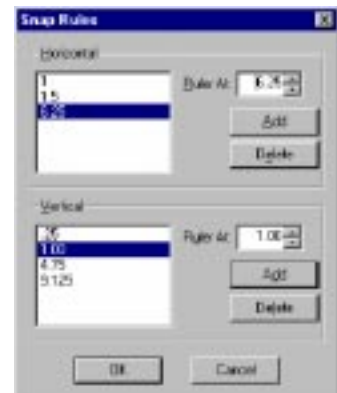 Snap Rules
Horizontal
1
1.5
6.25
Ruler At: 6.25
Add
Delete
Vertical
.25
1.00
4.75
9.125
Ruler At: 1.00
Add
Delete
OK
Cancel